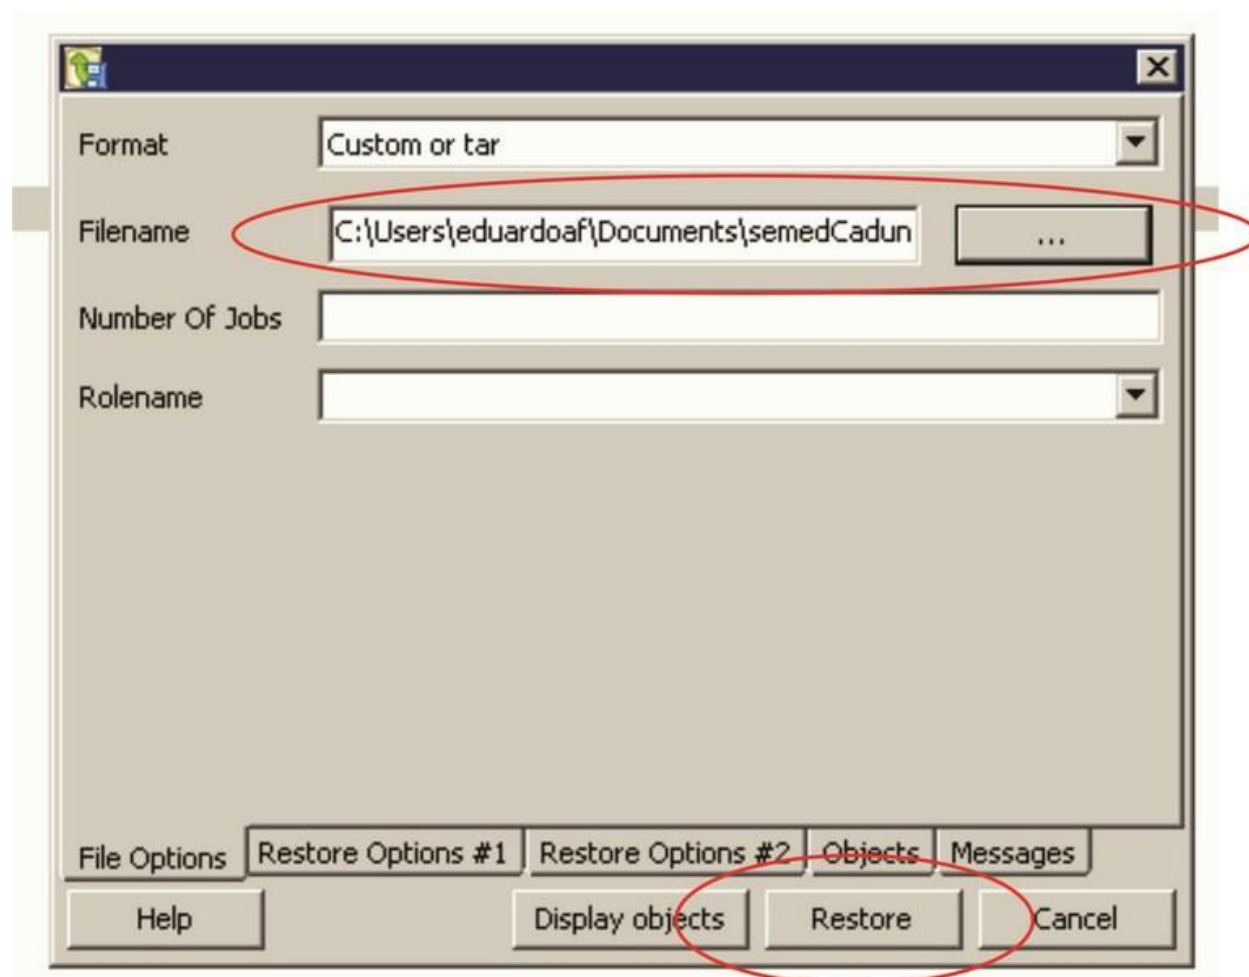 Format
Custom or tar
Filename
C:\Users\eduardoaf\Documents\semedCadun
...
Number Of Jobs
Rolename
File Options
Restore Options #1
Restore Options #2
Objects
Messages
Help
Display objects
Restore
Cancel